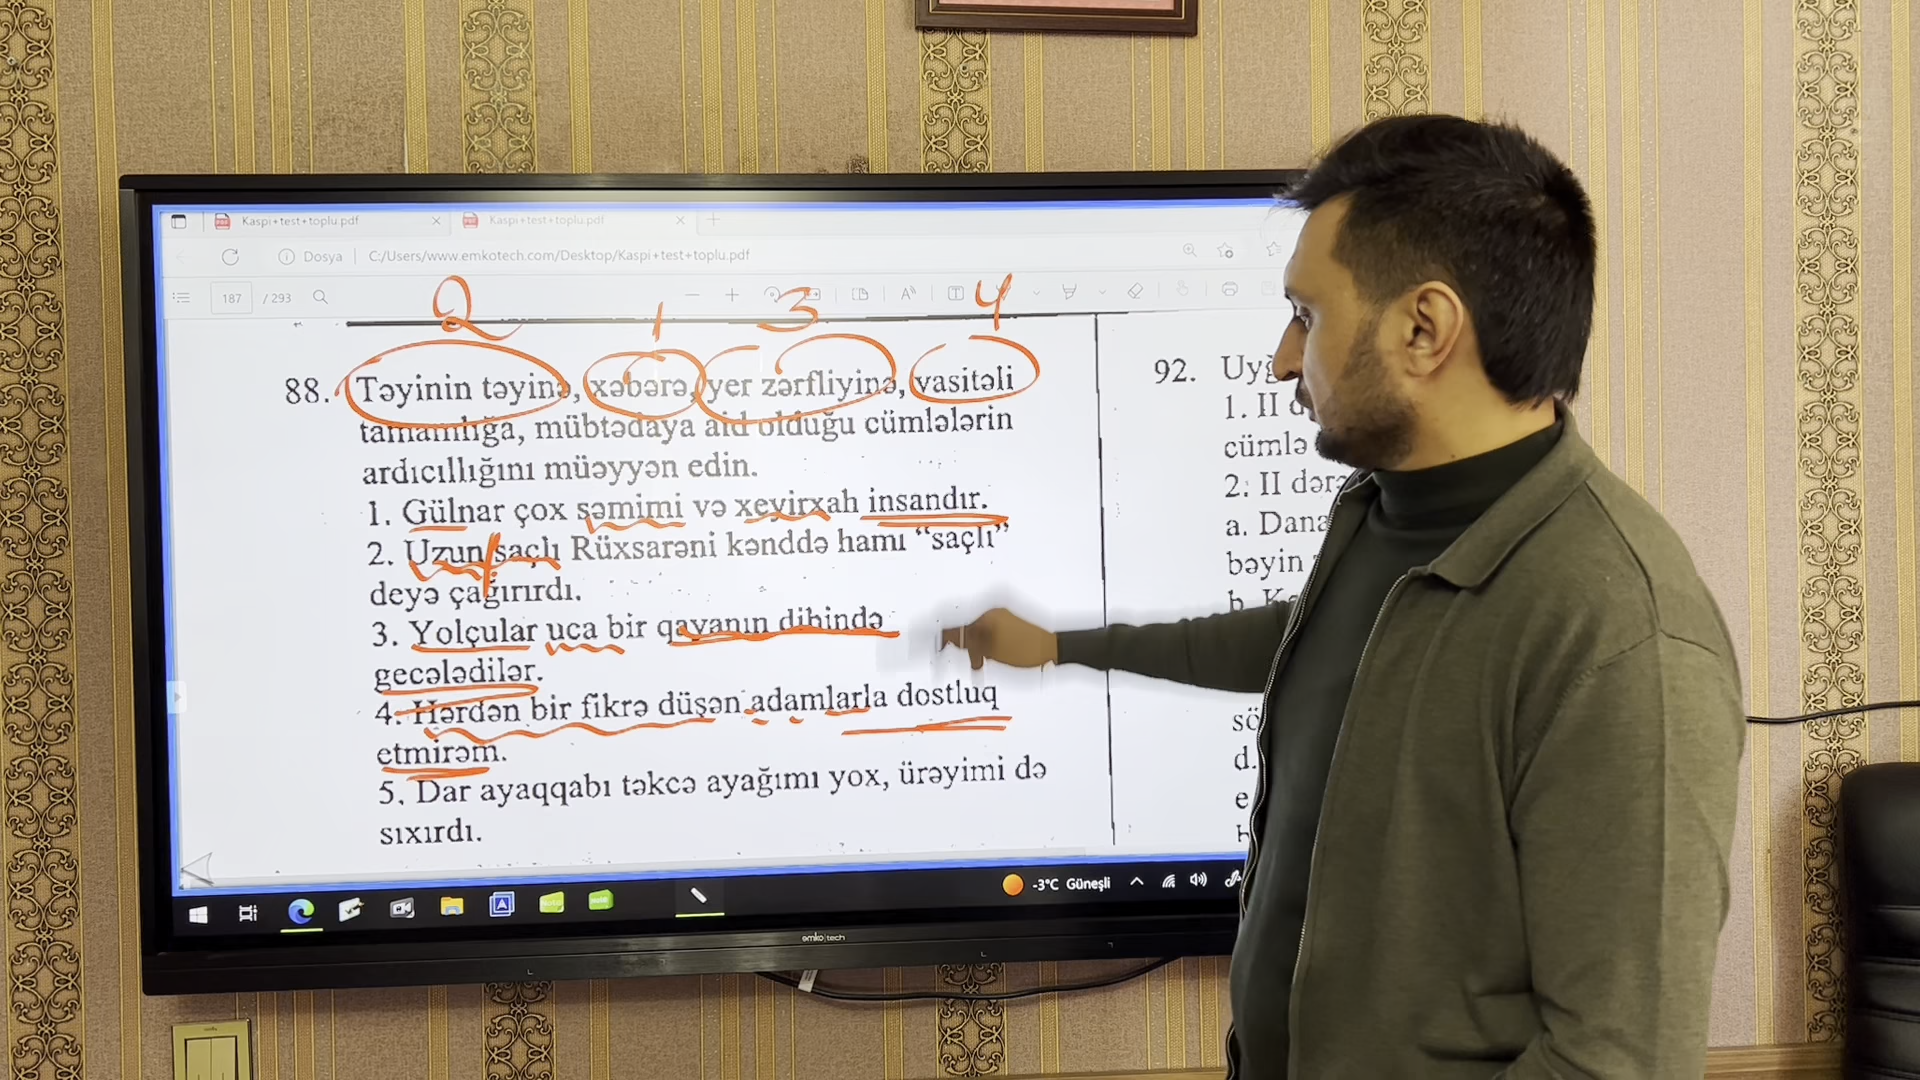 Kaspi+test+toplu.pdf
Kaspi+test+toplu.pdf
Dosya
C:/Users/www.emkotech.com/Desktop/Kaspi+test+toplu.pdf
187 / 293
2 1 3 4
88. Təyinin təyinə, xəbərə, yer zərfliyinə, vasitəli
tamamlığa, mübtədaya aid olduğu cümlələrin
ardıcıllığını müəyyən edin.
1. Gülnar çox səmimi və xeyirxah insandır.
2. Uzun saçlı Rüxsarəni kənddə hamı “saçlı”
deyə çağırırdı.
3. Yolçular uca bir qayanın dibində
gecələdilər.
4. Hərdən bir fikrə düşən adamlarla dostluq
etmirəm.
5. Dar ayaqqabı təkcə ayağımı yox, ürəyimi də
sıxırdı.
92.
1. II
cümlə
2. II
a.
bəyin
b.
d.
e
-3°C Güneşli
emko|tech